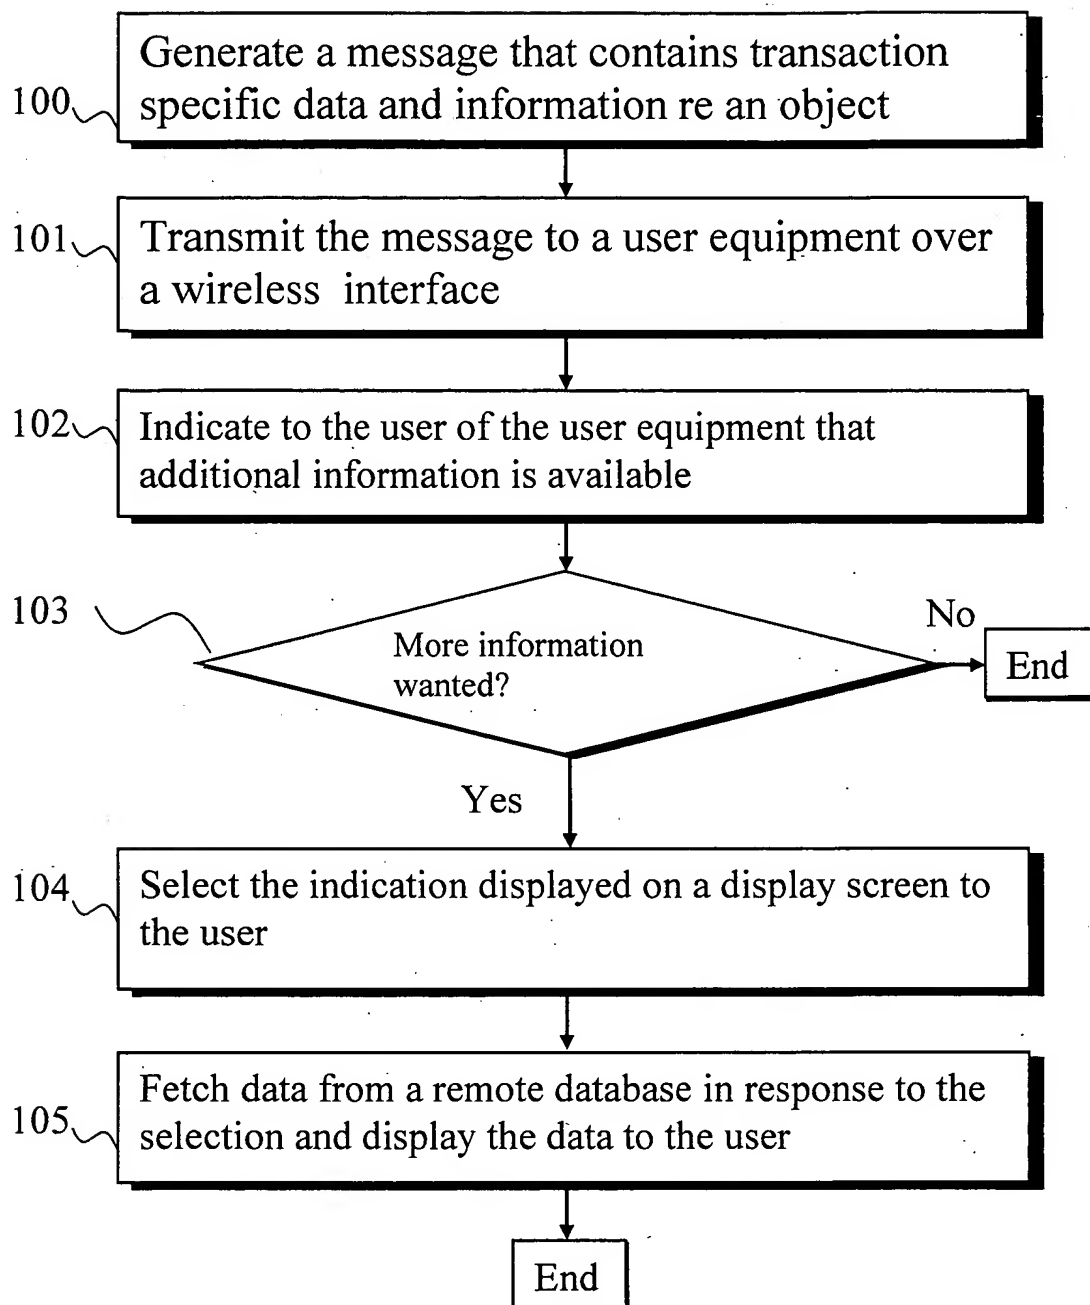 Generate a message that contains transaction
specific data and information re an object
100
Transmit the message to a user equipment over
a wireless interface
101
Indicate to the user of the user equipment that
additional information is available
102
103
More information
wanted?
No
End
Yes
Select the indication displayed on a display screen to
the user
104
Fetch data from a remote database in response to the
selection and display the data to the user
105
End